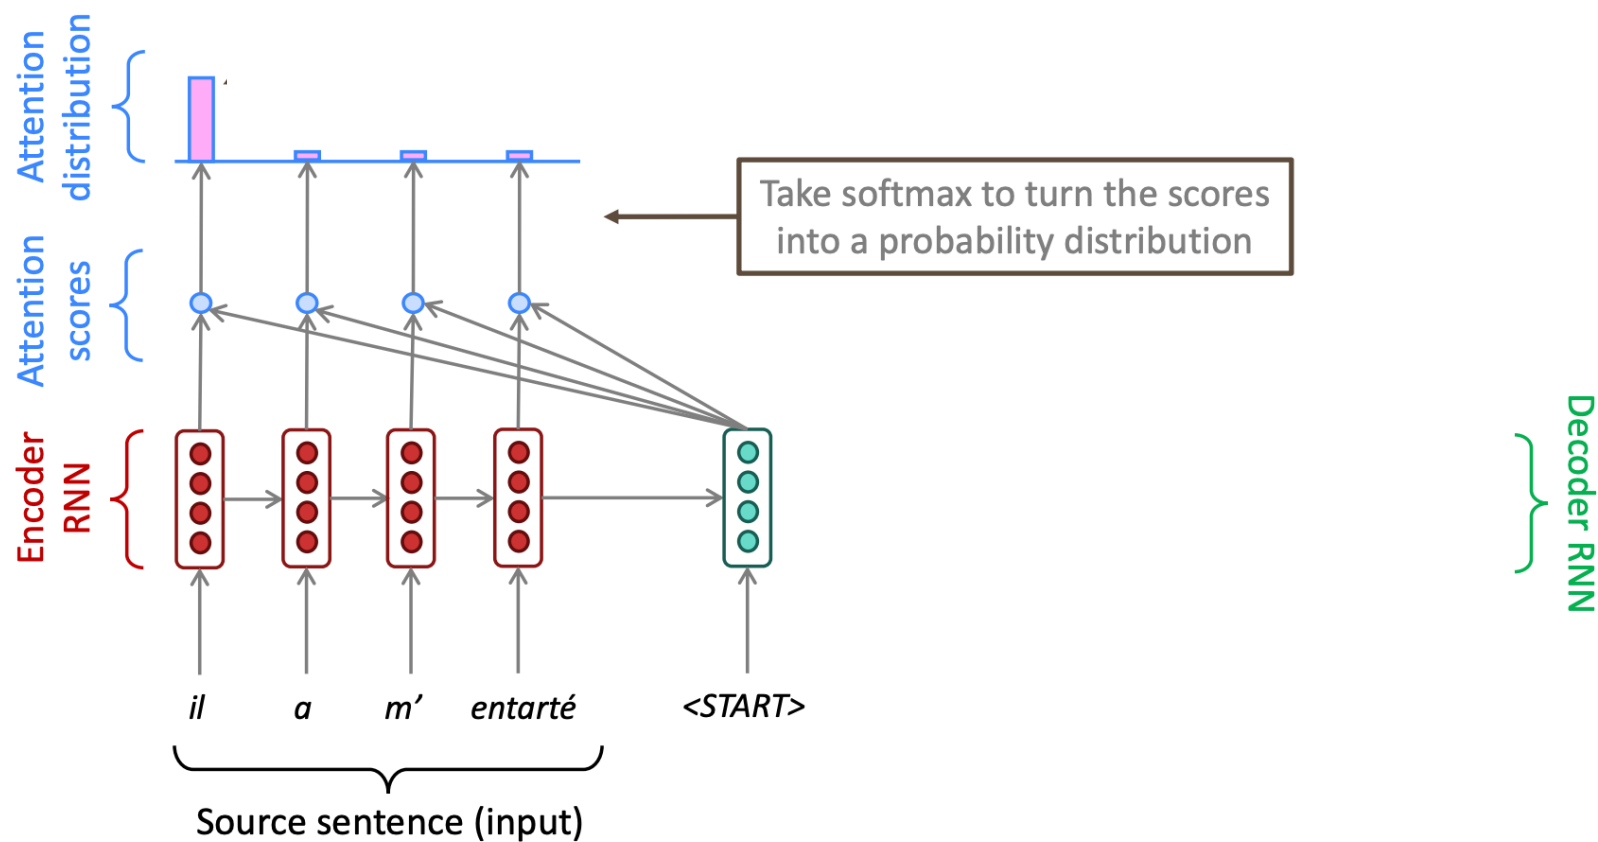 Attention
distribution
Take softmax to turn the scores
into a probability distribution
Attention
scores
Encoder
RNN
Decoder RNN
il a m’ entarté <START>
Source sentence (input)